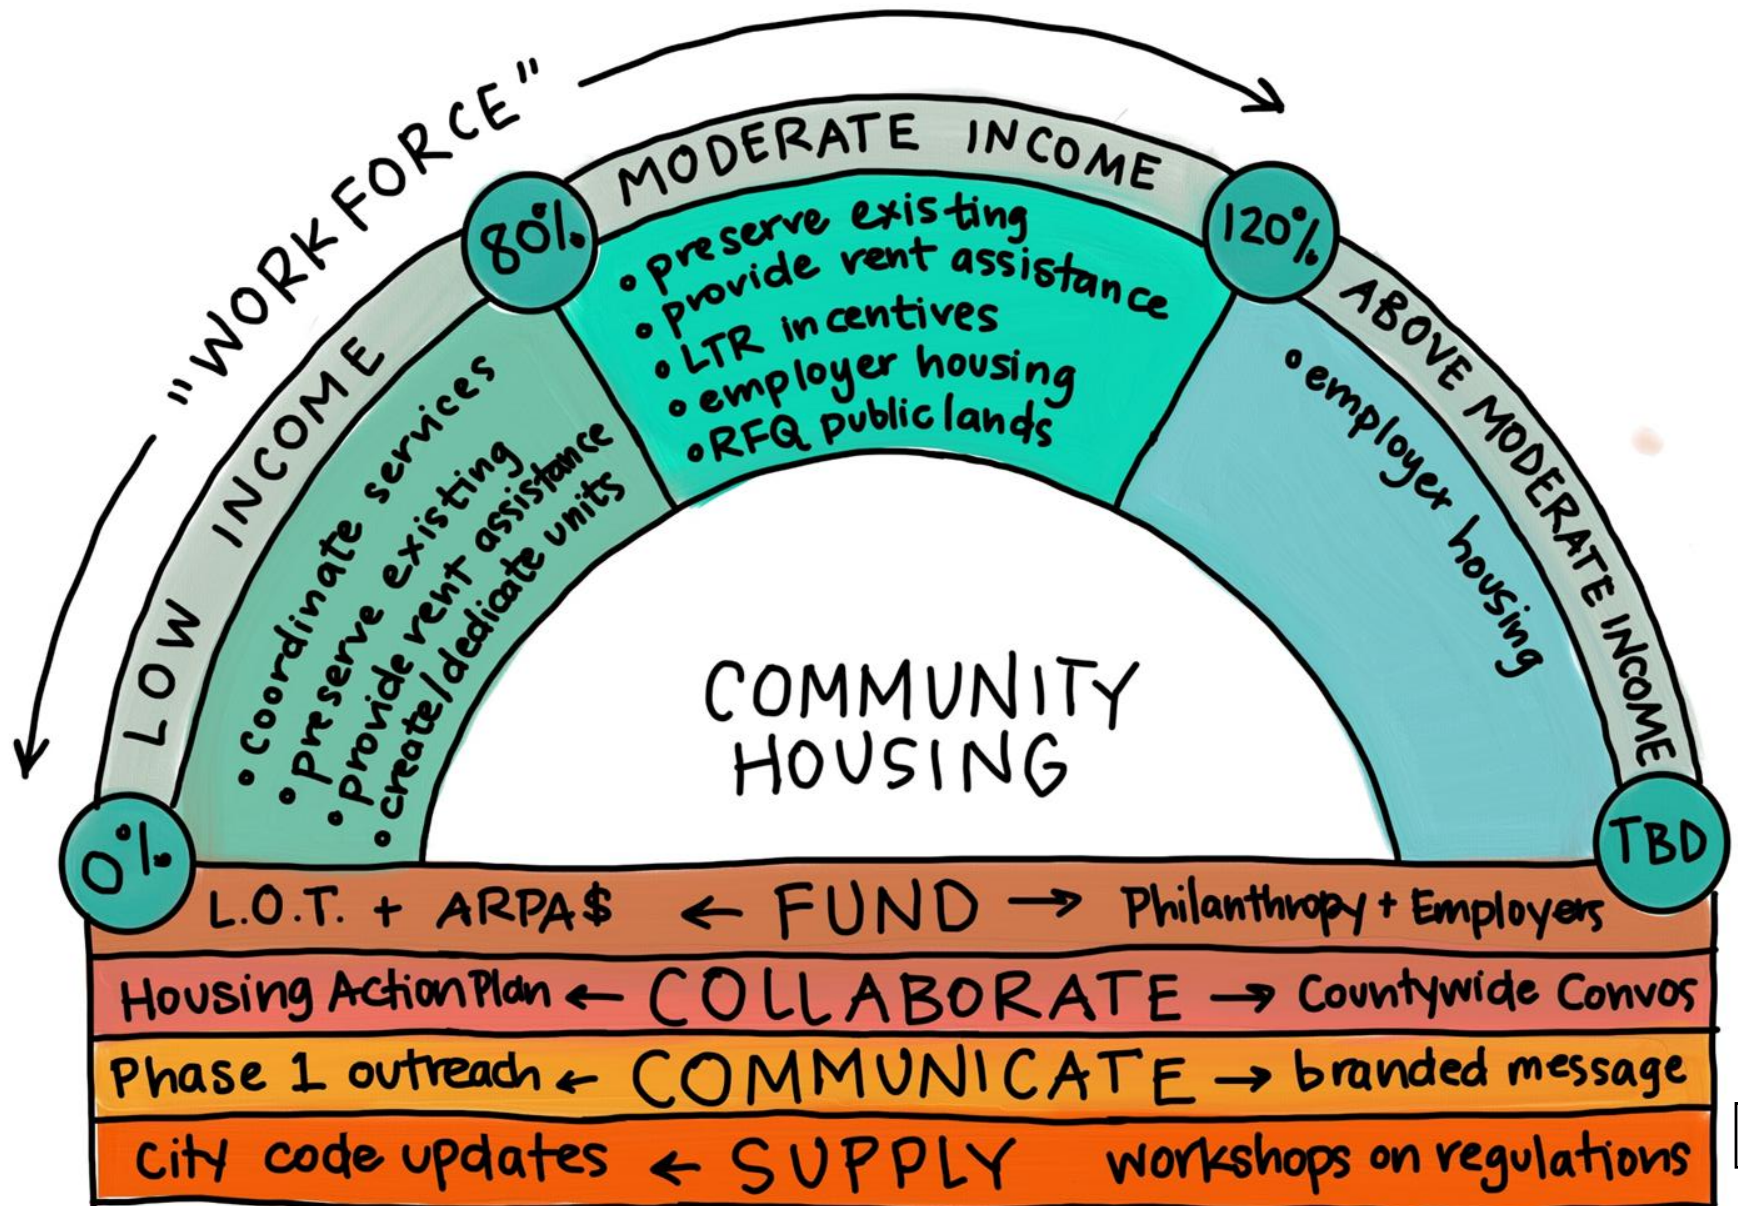 "WORKFORCE"
LOW INCOME
MODERATE INCOME
ABOVE MODERATE INCOME
0%
80%
120%
TBD
• coordinate services
• preserve existing
• provide rent assistance
• create/dedicate units
• preserve existing
• provide rent assistance
• LTR incentives
• employer housing
• RFQ public lands
• employer housing
COMMUNITY
HOUSING
L.O.T. + ARPA$ ← FUND → Philanthropy + Employers
Housing Action Plan ← COLLABORATE → Countywide Convos
Phase 1 outreach ← COMMUNICATE → branded message
City code updates ← SUPPLY workshops on regulations